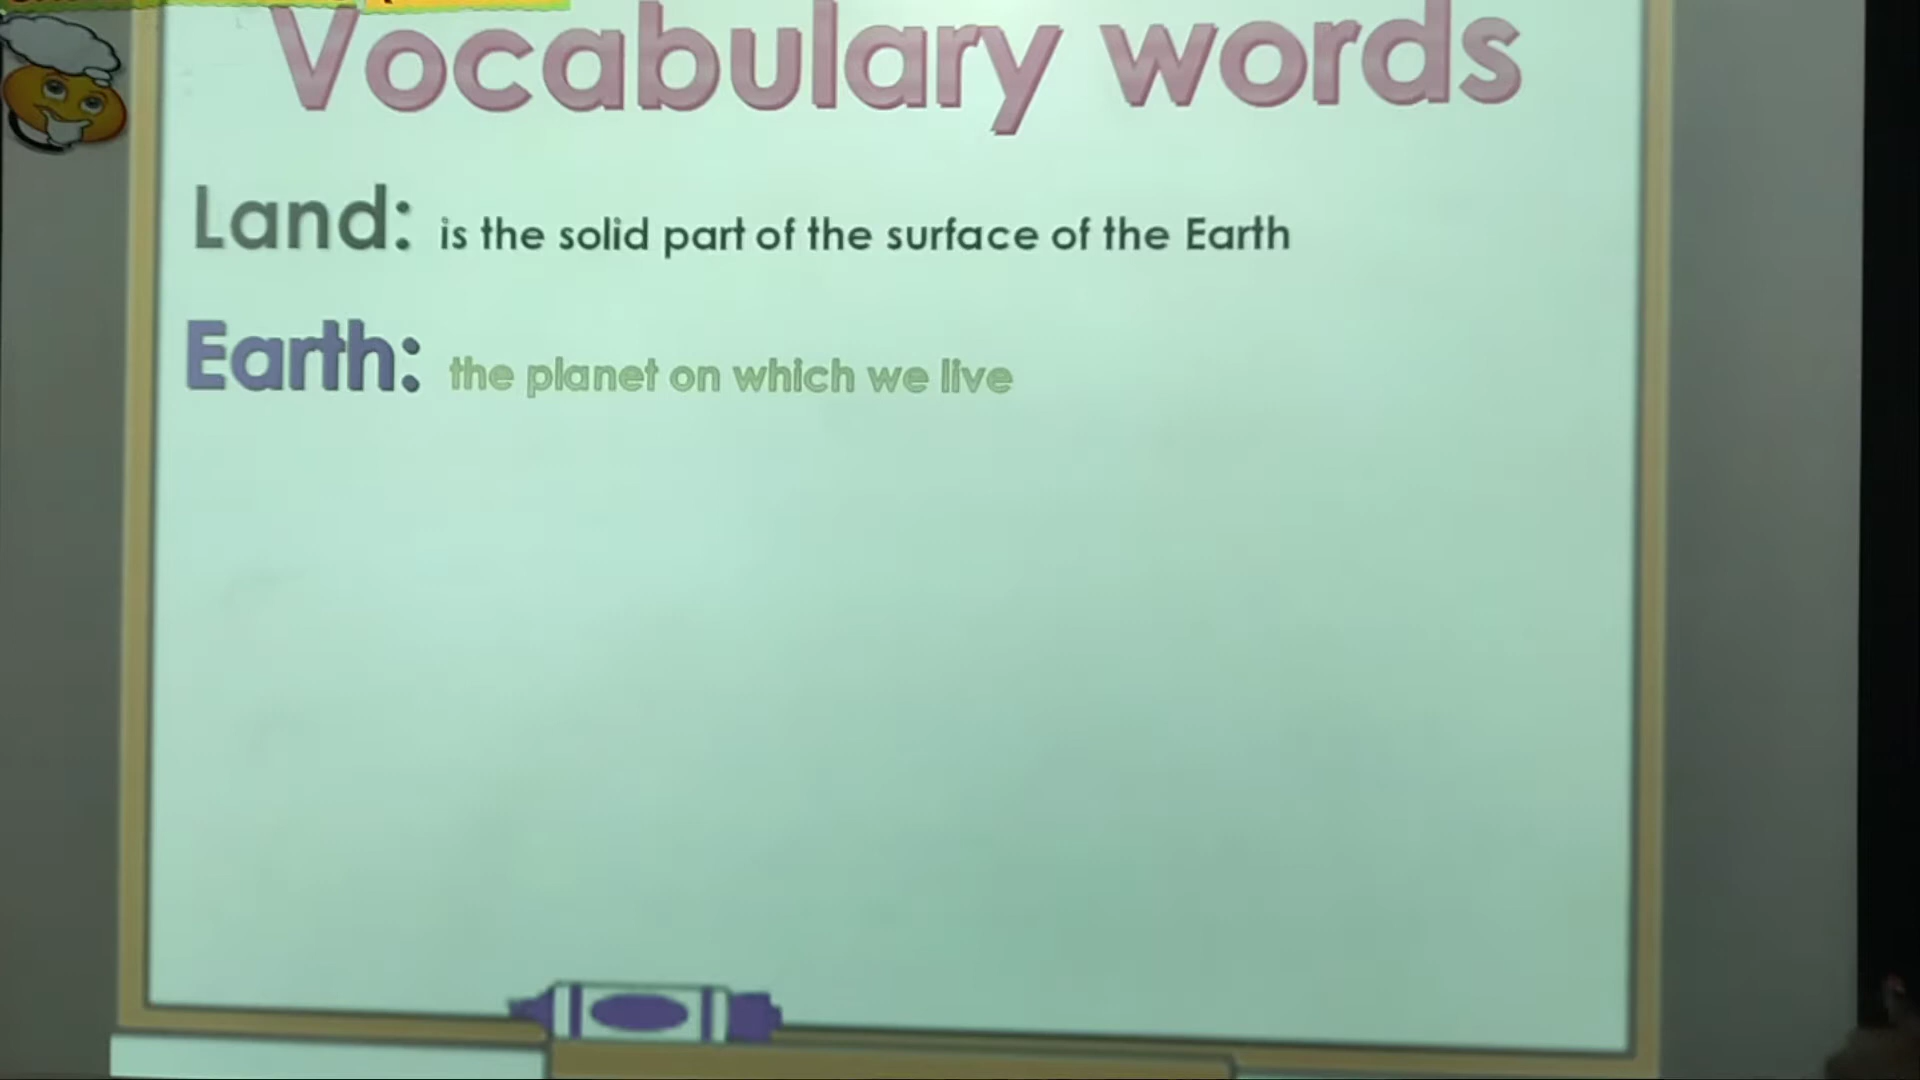 Vocabulary words
Land: is the solid part of the surface of the Earth
Earth: the planet on which we live